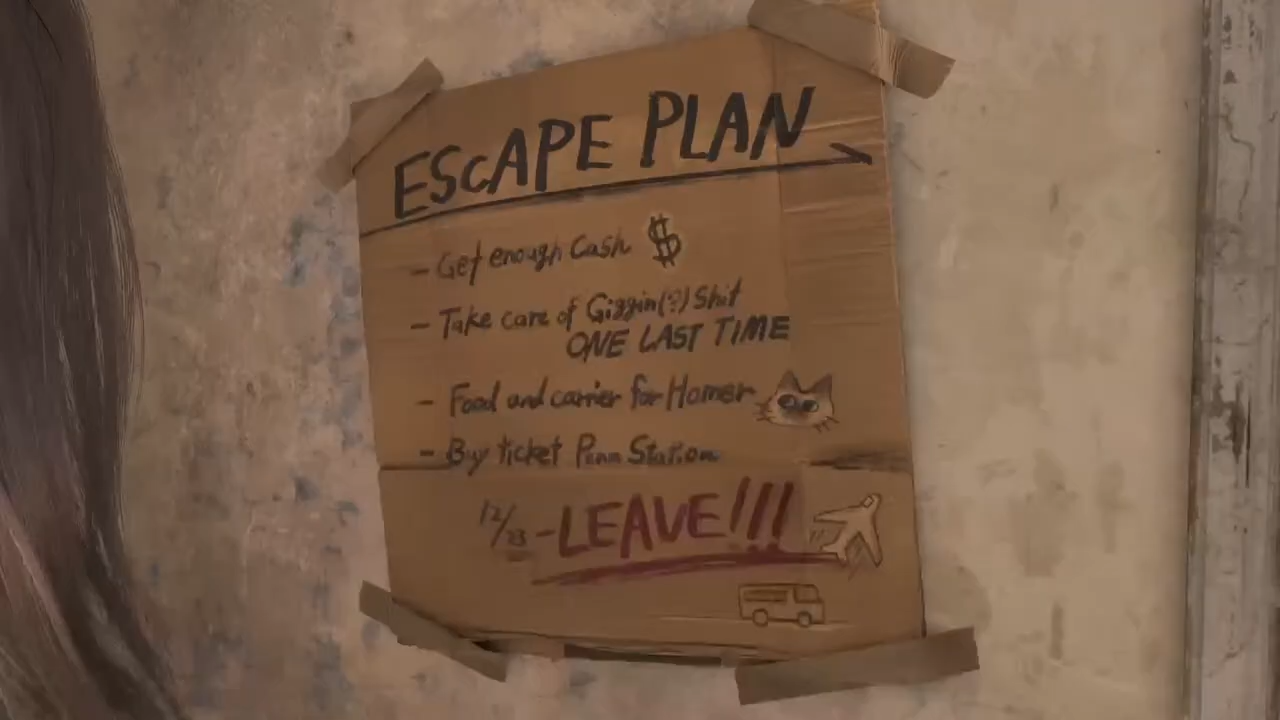 ESCAPE PLAN
- Get enough Cash $
- Take care of Giggin(?) Shit
ONE LAST TIME
- Food and carrier for Homer
- Buy ticket Penn Station
12/23 - LEAVE!!!